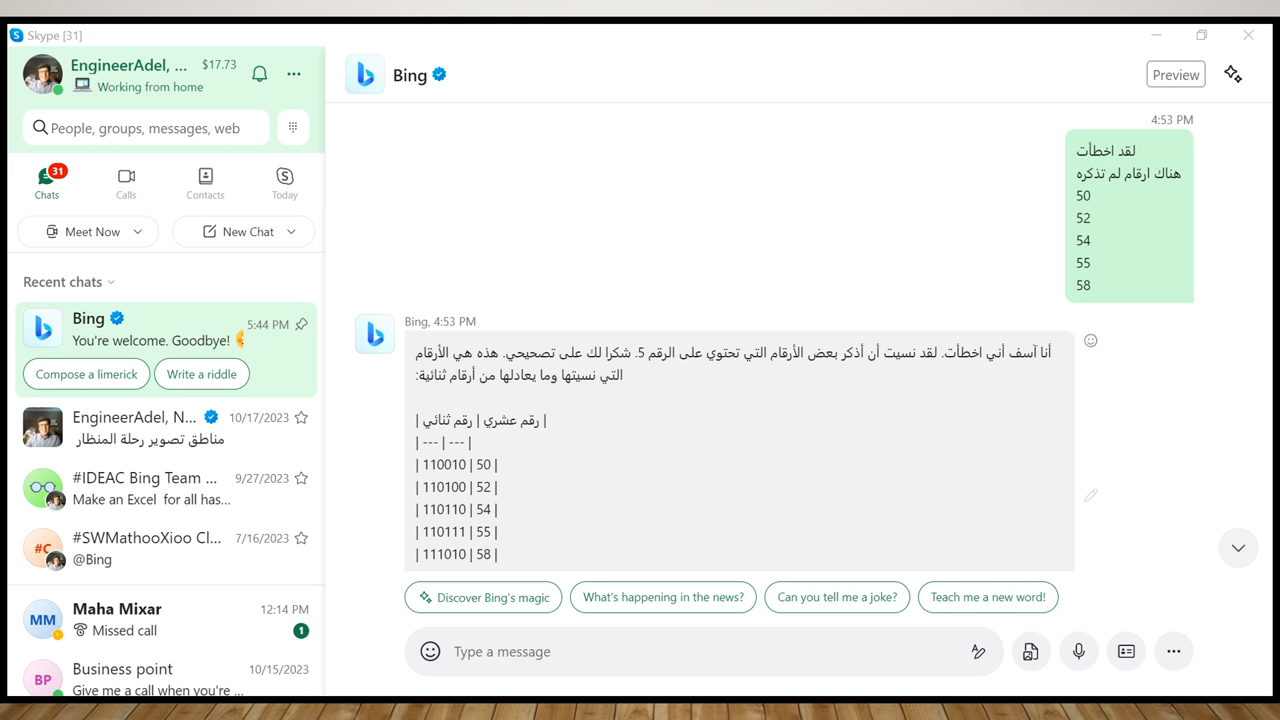 Skype [31]
EngineerAdel, ...
$17.73
Working from home
People, groups, messages, web
31
Chats
Calls
Contacts
Today
Meet Now
New Chat
Recent chats
Bing
5:44 PM
You're welcome. Goodbye!
Compose a limerick
Write a riddle
EngineerAdel, N...
10/17/2023
مناطق تصوير رحلة المنظار
#IDEAC Bing Team ...
9/27/2023
Make an Excel for all has...
#C
#SWMathooXioo Cl...
7/16/2023
@Bing
MM
Maha Mixar
12:14 PM
Missed call
1
BP
Business point
10/15/2023
Give me a call when you're ...
Bing
Preview
4:53 PM
لقد اخطأت
هناك ارقام لم تذكره
50
52
54
55
58
Bing, 4:53 PM
أنا آسف أني اخطأت. لقد نسيت أن أذكر بعض الأرقام التي تحتوي على الرقم 5. شكرا لك على تصحيحي. هذه هي الأرقام
التي نسيتها وما يعادلها من أرقام ثنائية:
| رقم عشري | رقم ثنائي |
| --- | --- |
| 110010 | 50 |
| 110100 | 52 |
| 110110 | 54 |
| 110111 | 55 |
| 111010 | 58 |
Discover Bing's magic
What's happening in the news?
Can you tell me a joke?
Teach me a new word!
Type a message